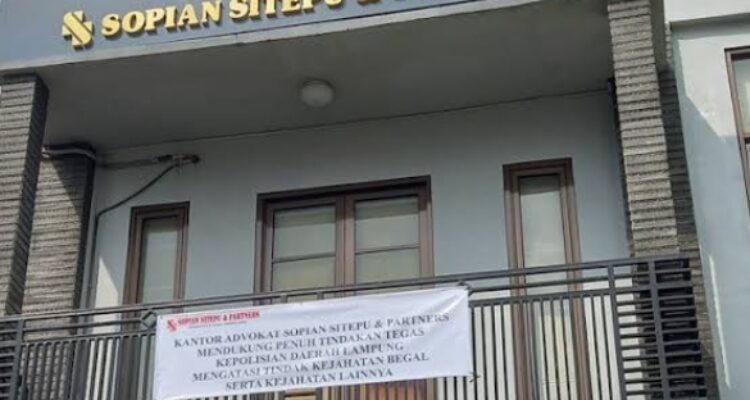 SOPIAN SITEPU &
SOPIAN SITEPU & PARTNERS
KANTOR ADVOKAT SOPIAN SITEPU & PARTNERS
MENDUKUNG PENUH TINDAKAN TEGAS
KEPOLISIAN DAERAH LAMPUNG
MENGATASI TINDAK KEJAHATAN BEGAL
SERTA KEJAHATAN LAINNYA